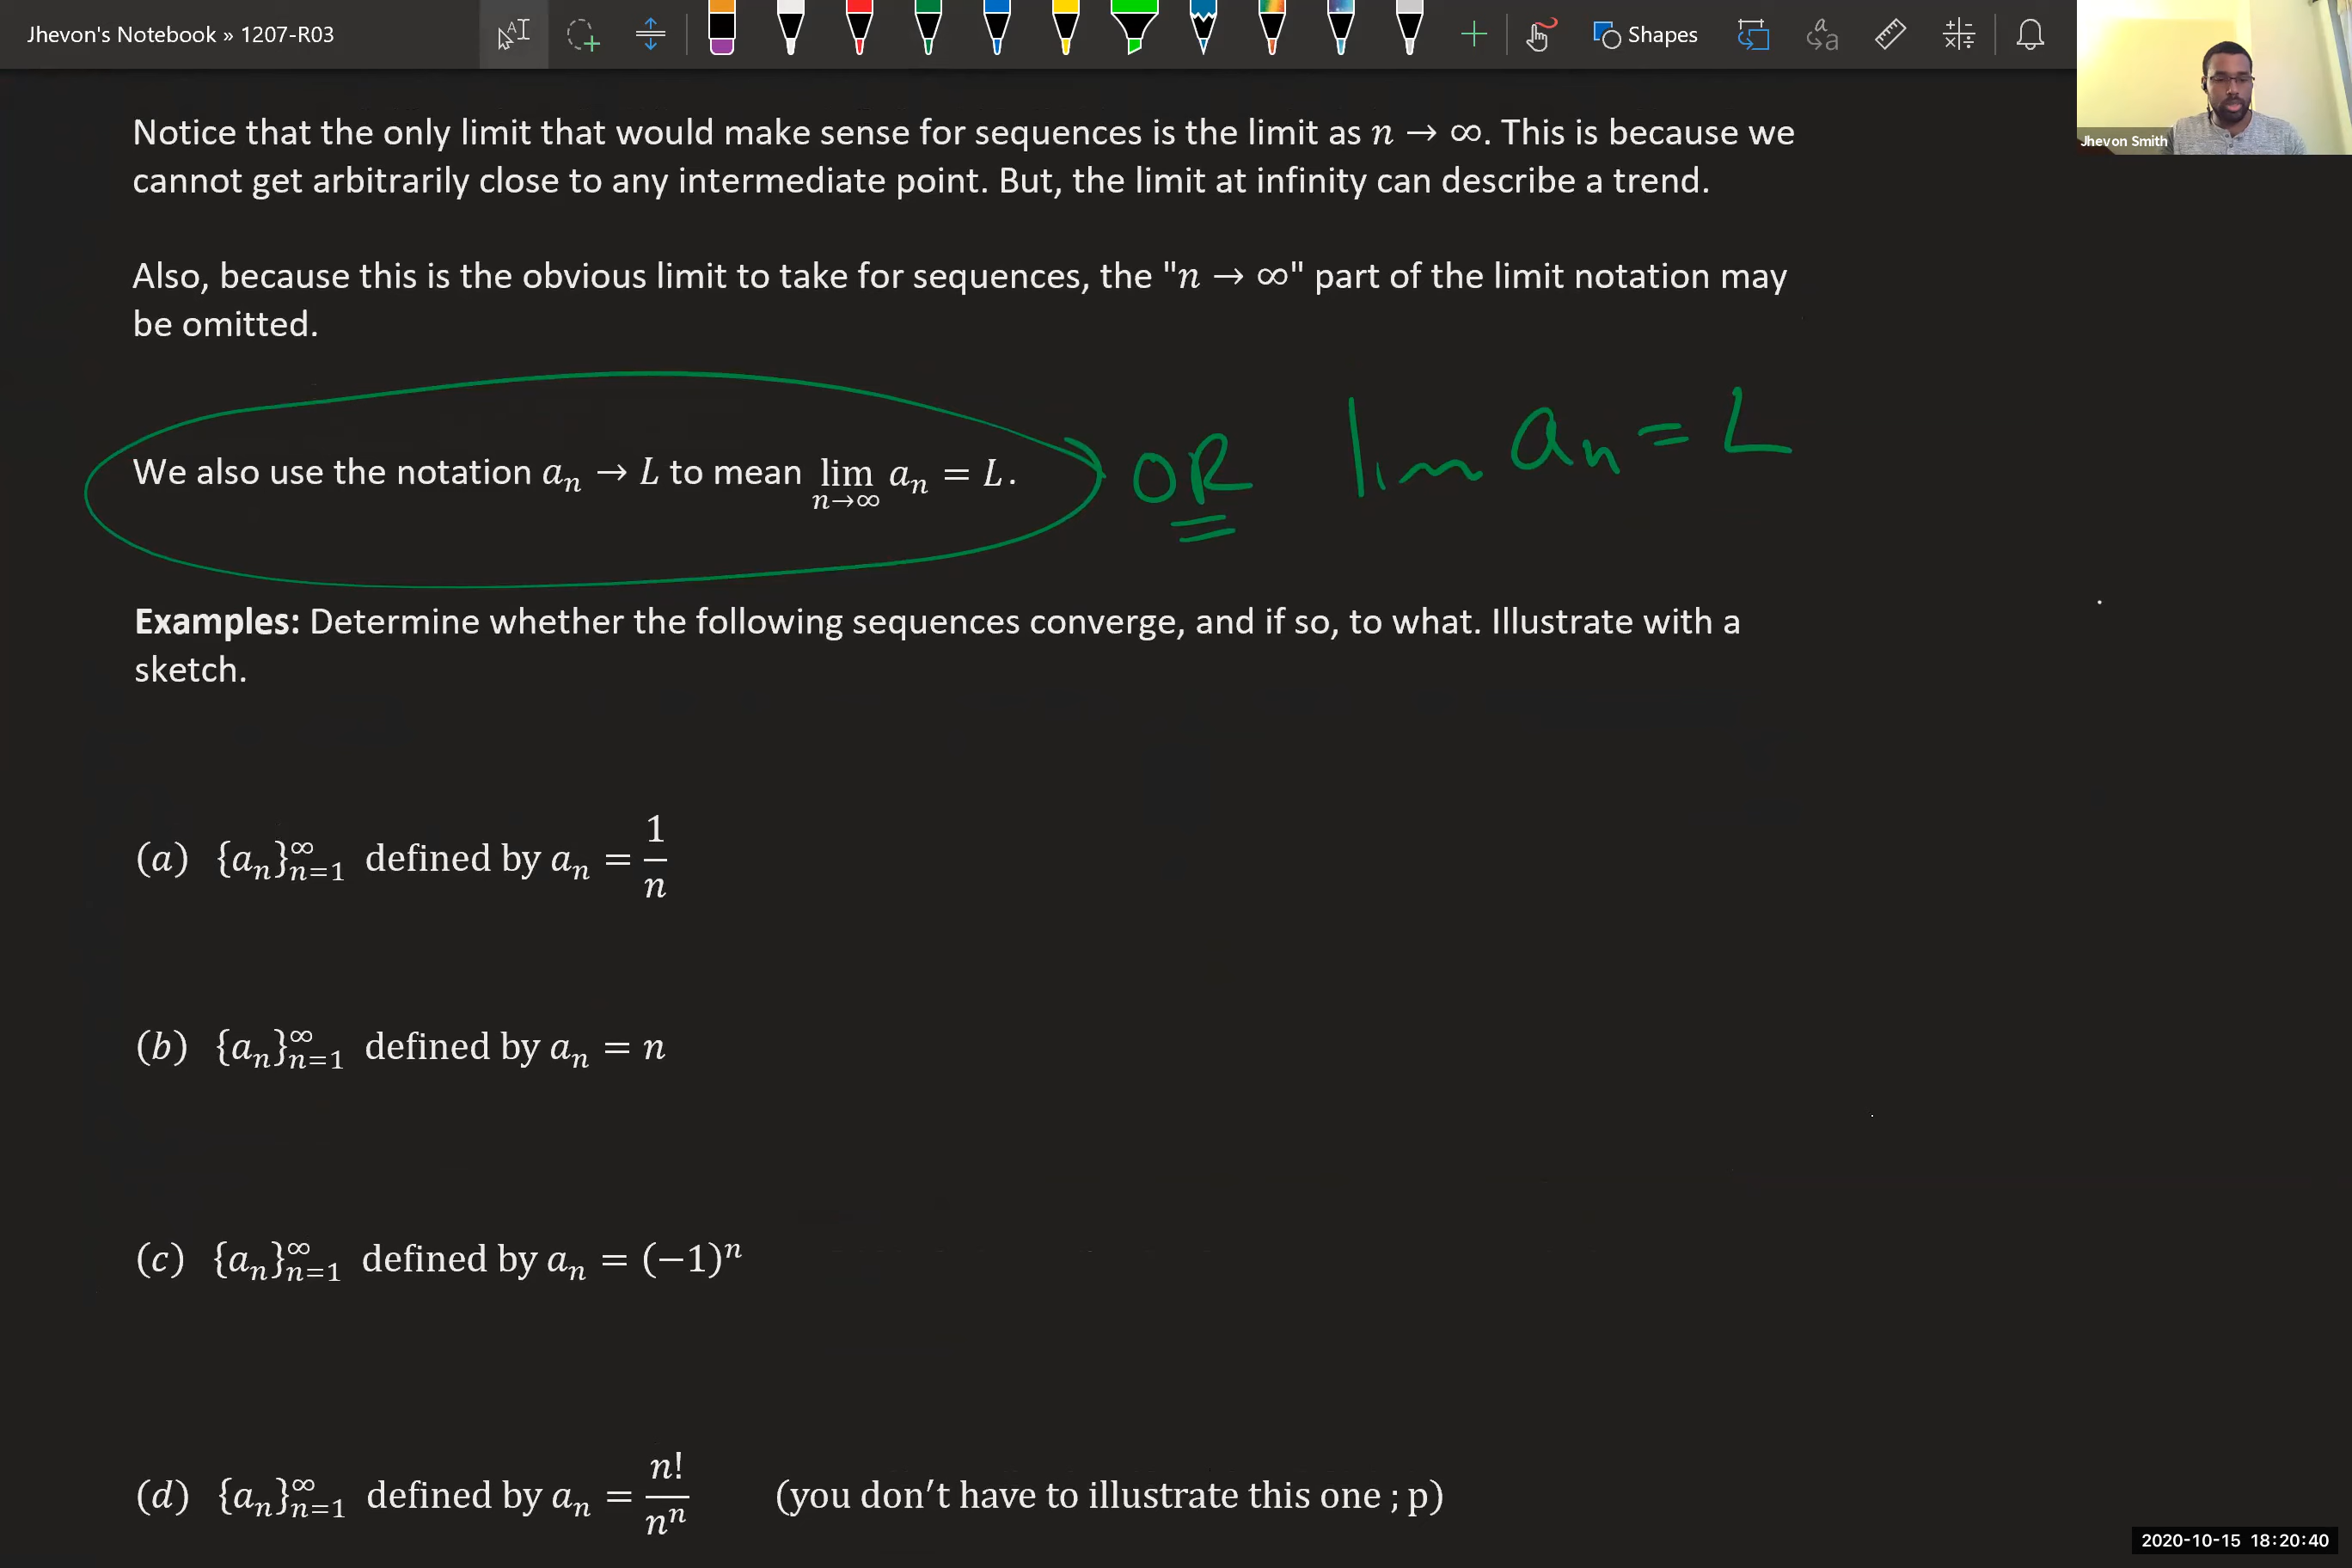 Jhevon's Notebook » 1207-R03
Shapes
Jhevon Smith
Notice that the only limit that would make sense for sequences is the limit as n → ∞. This is because we
cannot get arbitrarily close to any intermediate point. But, the limit at infinity can describe a trend.
Also, because this is the obvious limit to take for sequences, the "n → ∞" part of the limit notation may
be omitted.
We also use the notation aₙ → L to mean lim_{n→∞} aₙ = L.
OR lim aₙ = L
Examples: Determine whether the following sequences converge, and if so, to what. Illustrate with a
sketch.
(a) {aₙ}_{n=1}^∞ defined by aₙ = 1/n
(b) {aₙ}_{n=1}^∞ defined by aₙ = n
(c) {aₙ}_{n=1}^∞ defined by aₙ = (−1)ⁿ
(d) {aₙ}_{n=1}^∞ defined by aₙ = n!/nⁿ (you don't have to illustrate this one ; p)
2020-10-15 18:20:40